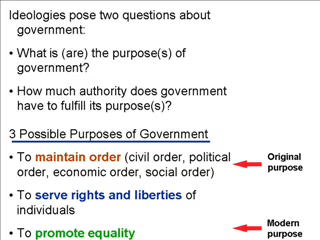 Ideologies pose two questions about
government:
• What is (are) the purpose(s) of
government?
• How much authority does government
have to fulfill its purpose(s)?
3 Possible Purposes of Government
• To maintain order (civil order, political
order, economic order, social order)
Original
purpose
• To serve rights and liberties of
individuals
• To promote equality
Modern
purpose